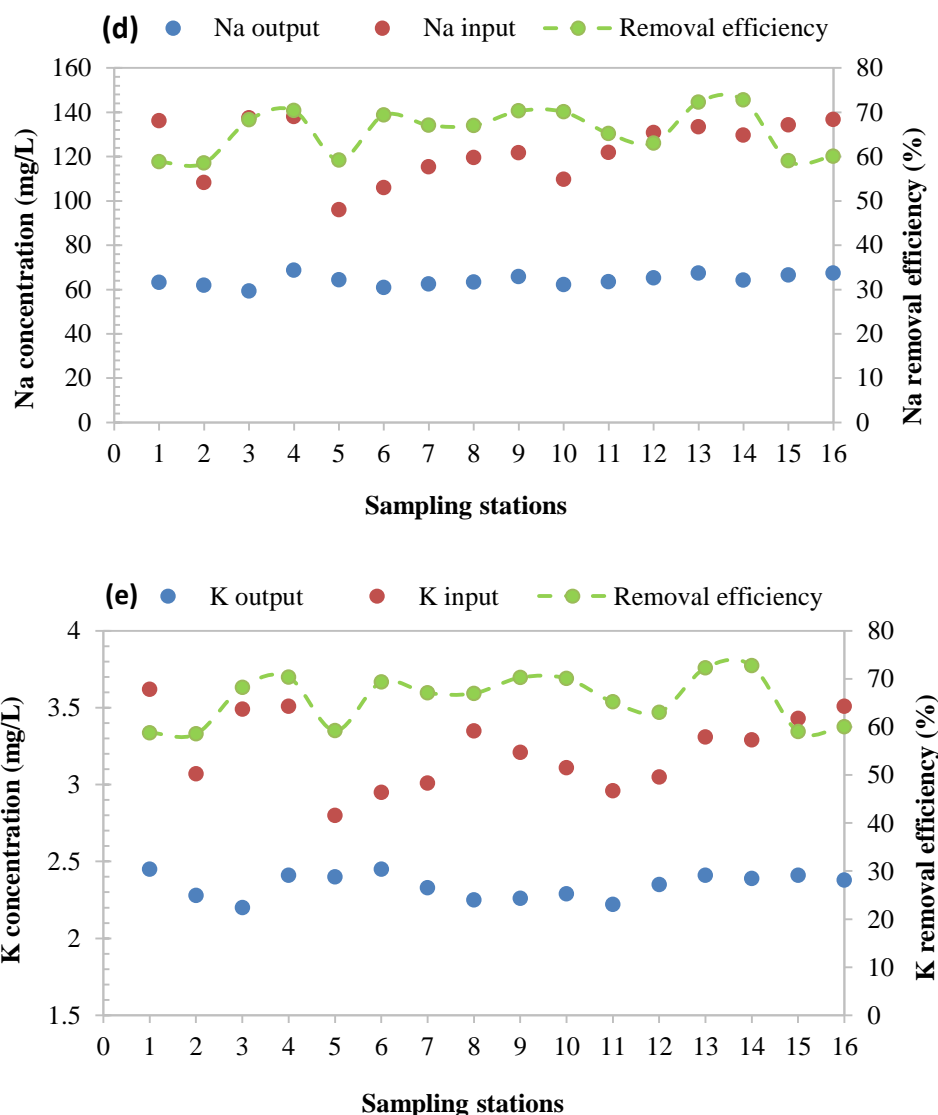 (d) Na output Na input Removal efficiency
160 80
140 70
120 60
100 50
80 40
60 30
40 20
20 10
0 0
0 1 2 3 4 5 6 7 8 9 10 11 12 13 14 15 16
Na concentration (mg/L)
Na removal efficiency (%)
Sampling stations
(e) K output K input Removal efficiency
4 80
70
3.5 60
3 50
40
2.5 30
2 20
10
1.5 0
0 1 2 3 4 5 6 7 8 9 10 11 12 13 14 15 16
K concentration (mg/L)
K removal efficiency (%)
Sampling stations